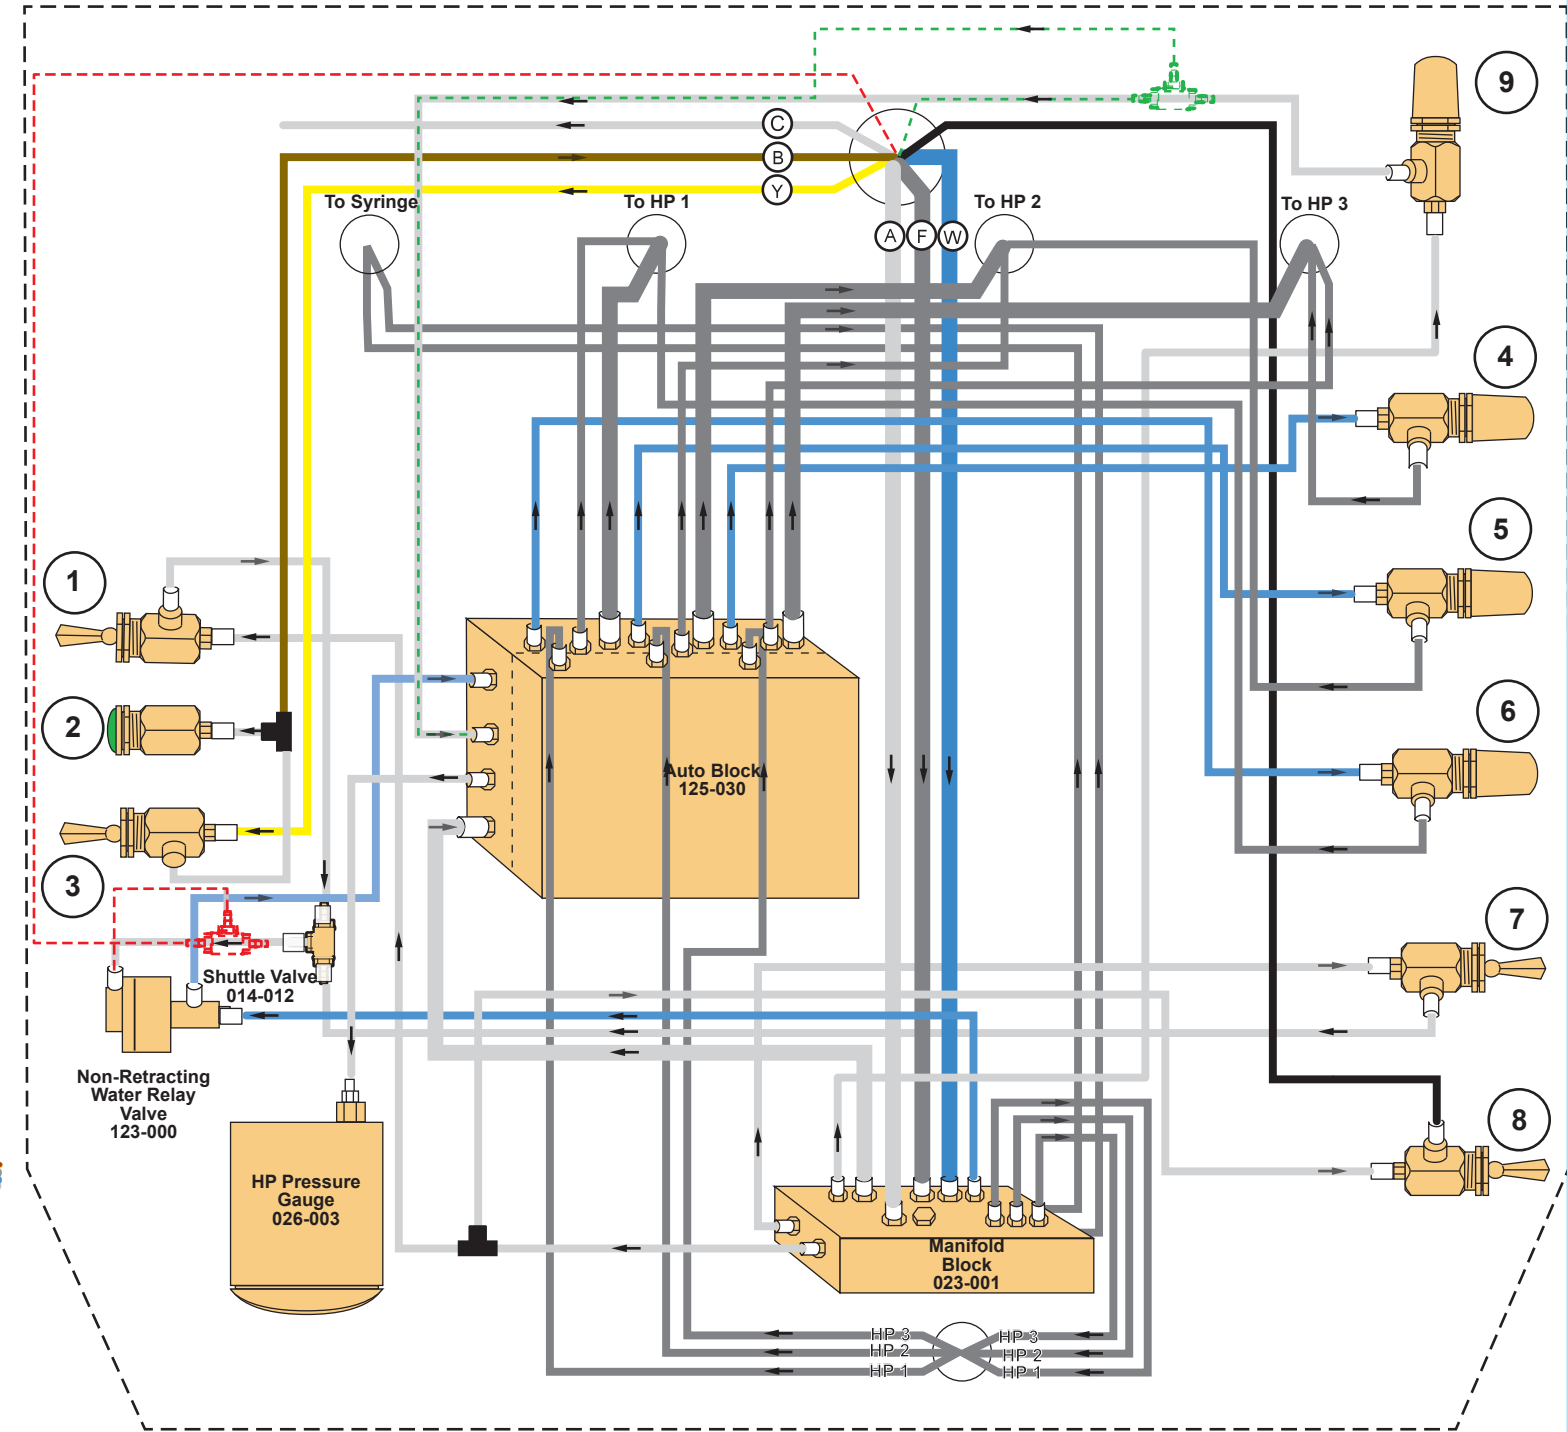 9
C
B
Y
To Syringe
To HP 1
To HP 2
To HP 3
A
F
W
4
5
1
6
2
Auto Block
125-030
3
7
Shuttle Valve
014-012
Non-Retracting
Water Relay
Valve
123-000
8
HP Pressure
Gauge
026-003
Manifold
Block
023-001
HP 3
HP 3
HP 2
HP 2
HP 1
HP 1